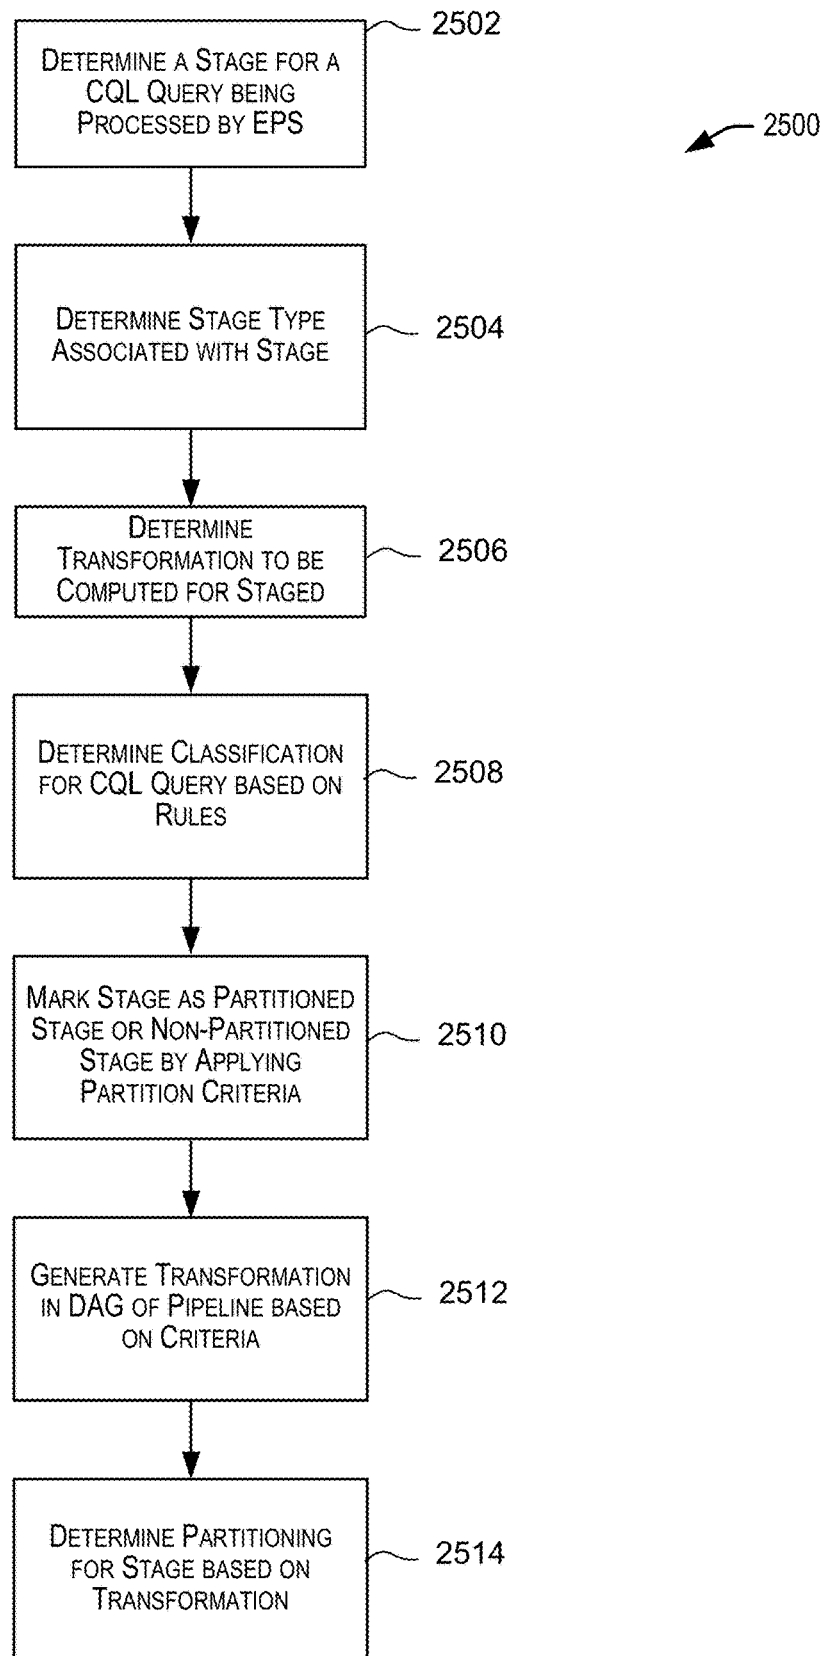 2502
DETERMINE A STAGE FOR A
CQL QUERY BEING
PROCESSED BY EPS
2500
DETERMINE STAGE TYPE
ASSOCIATED WITH STAGE
2504
DETERMINE
TRANSFORMATION TO BE
COMPUTED FOR STAGED
2506
DETERMINE CLASSIFICATION
FOR CQL QUERY BASED ON
RULES
2508
MARK STAGE AS PARTITIONED
STAGE OR NON-PARTITIONED
STAGE BY APPLYING
PARTITION CRITERIA
2510
GENERATE TRANSFORMATION
IN DAG OF PIPELINE BASED
ON CRITERIA
2512
DETERMINE PARTITIONING
FOR STAGE BASED ON
TRANSFORMATION
2514